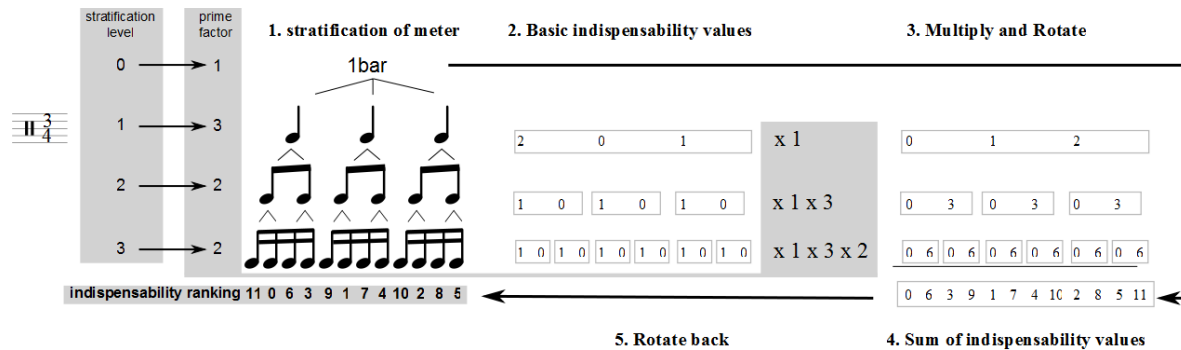 stratification level
prime factor
1. stratification of meter
2. Basic indispensability values
3. Multiply and Rotate
0 1 1bar
3 4
1 3 2 0 1 x 1 0 1 2
2 2 1 0 1 0 1 0 x 1 x 3 0 3 0 3 0 3
3 2 1 0 1 0 1 0 1 0 1 0 1 0 x 1 x 3 x 2 0 6 0 6 0 6 0 6 0 6 0 6
indispensability ranking 11 0 6 3 9 1 7 4 10 2 8 5 0 6 3 9 1 7 4 10 2 8 5 11
5. Rotate back
4. Sum of indispensability values